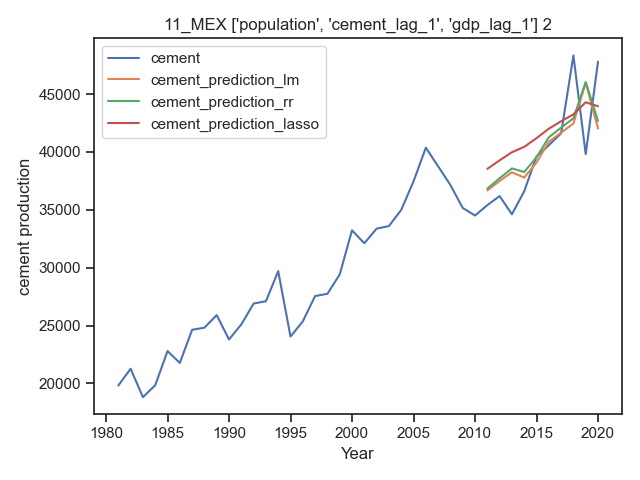 11_MEX ['population', 'cement_lag_1', 'gdp_lag_1'] 2
cement
cement_prediction_lm
cement_prediction_rr
cement_prediction_lasso
cement production
45000
40000
35000
30000
25000
20000
1980 1985 1990 1995 2000 2005 2010 2015 2020
Year